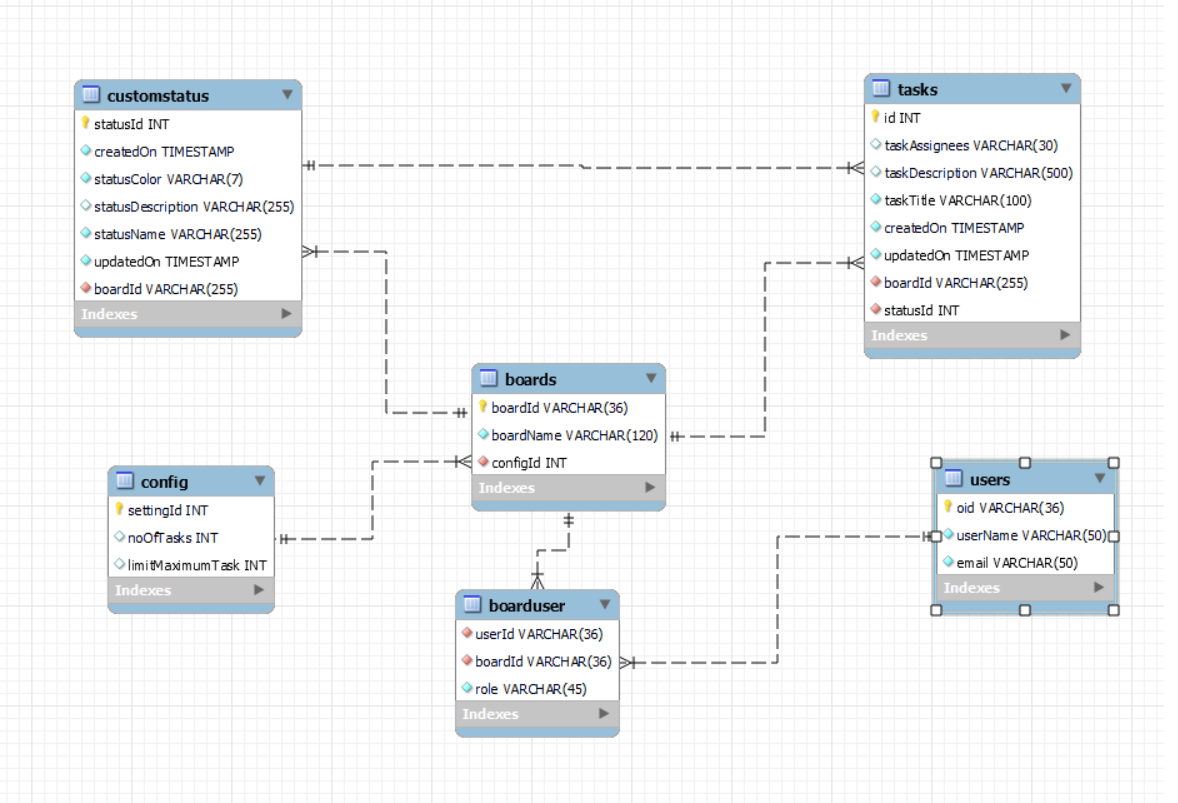 customstatus
statusId INT
createdOn TIMESTAMP
statusColor VARCHAR(7)
statusDescription VARCHAR(255)
statusName VARCHAR(255)
updatedOn TIMESTAMP
boardId VARCHAR(255)
Indexes
tasks
id INT
taskAssignees VARCHAR(30)
taskDescription VARCHAR(500)
taskTitle VARCHAR(100)
createdOn TIMESTAMP
updatedOn TIMESTAMP
boardId VARCHAR(255)
statusId INT
Indexes
boards
boardId VARCHAR(36)
boardName VARCHAR(120)
configId INT
Indexes
config
settingId INT
noOfTasks INT
limitMaximumTask INT
Indexes
users
oid VARCHAR(36)
userName VARCHAR(50)
email VARCHAR(50)
Indexes
boarduser
userId VARCHAR(36)
boardId VARCHAR(36)
role VARCHAR(45)
Indexes